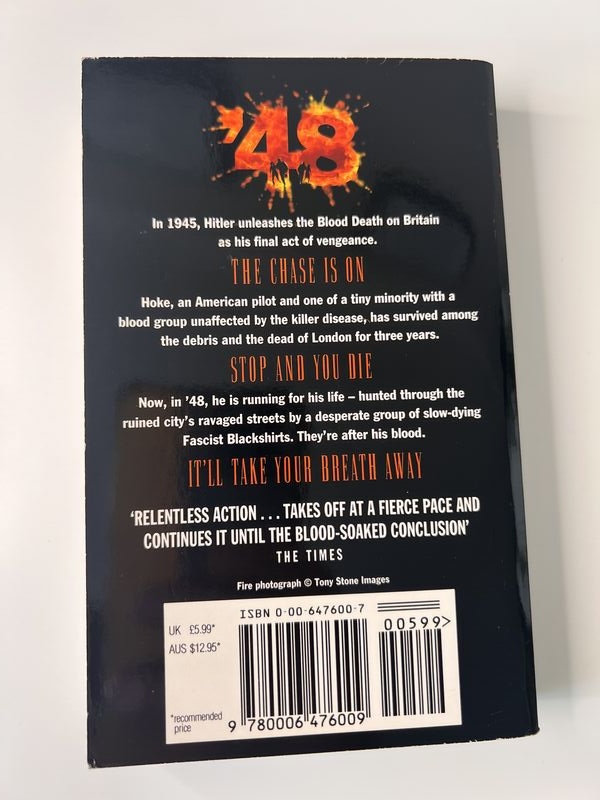 '48
In 1945, Hitler unleashes the Blood Death on Britain
as his final act of vengeance.
THE CHASE IS ON
Hoke, an American pilot and one of a tiny minority with a
blood group unaffected by the killer disease, has survived among
the debris and the dead of London for three years.
STOP AND YOU DIE
Now, in '48, he is running for his life – hunted through the
ruined city's ravaged streets by a desperate group of slow-dying
Fascist Blackshirts. They're after his blood.
IT'LL TAKE YOUR BREATH AWAY
'RELENTLESS ACTION . . . TAKES OFF AT A FIERCE PACE AND
CONTINUES IT UNTIL THE BLOOD-SOAKED CONCLUSION'
THE TIMES
Fire photograph © Tony Stone Images
ISBN 0-00-647600-7
UK £5.99*
AUS $12.95*
00599>
*recommended
price
9 780006 476009